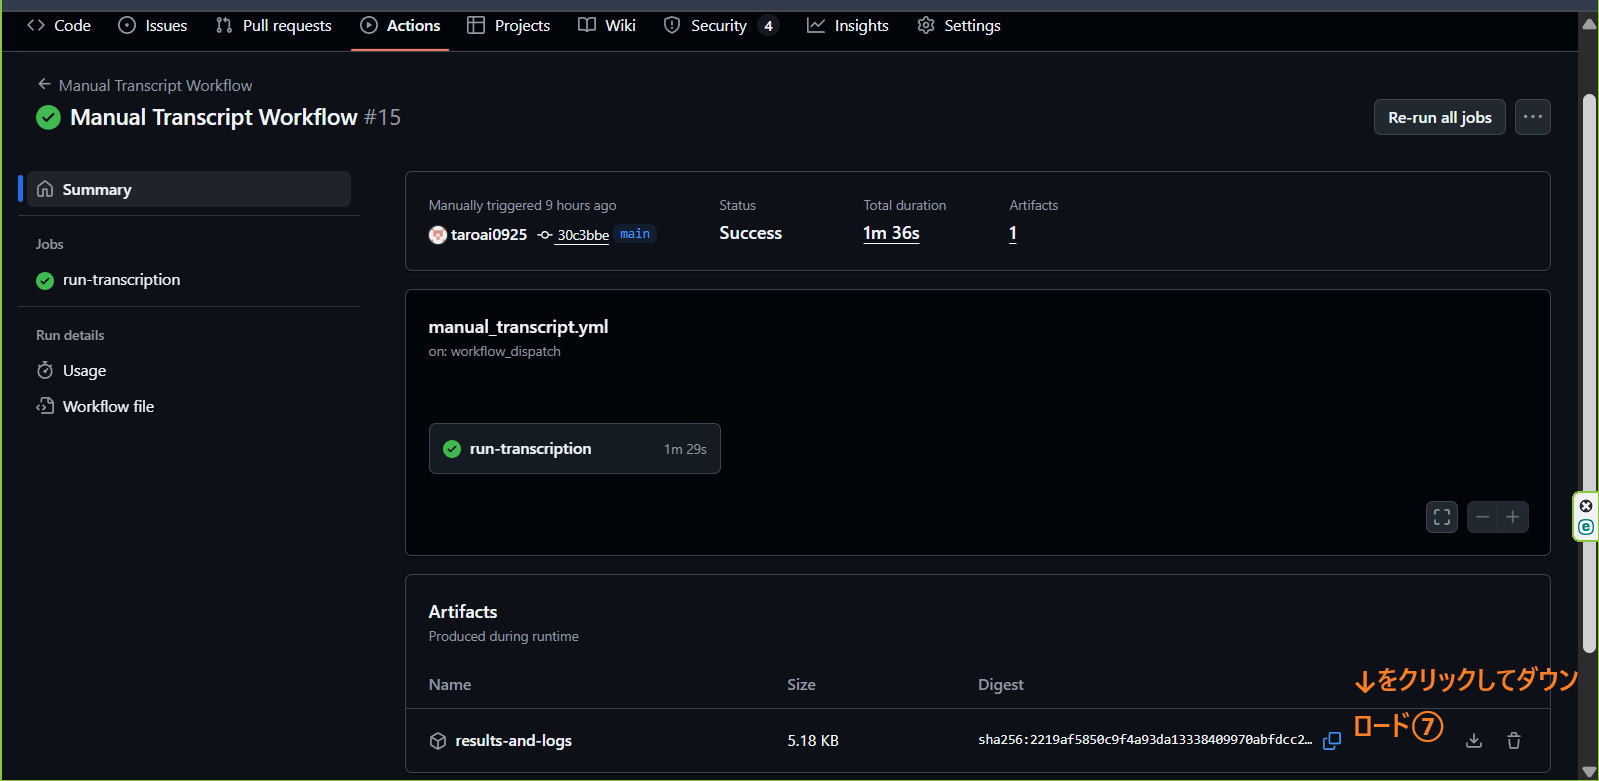 Code Issues Pull requests Actions Projects Wiki Security 4 Insights Settings
Manual Transcript Workflow
Manual Transcript Workflow #15
Re-run all jobs
Summary
Jobs
run-transcription
Run details
Usage
Workflow file
Manually triggered 9 hours ago
taroai0925 30c3bbe main
Status
Success
Total duration
1m 36s
Artifacts
1
manual_transcript.yml
on: workflow_dispatch
run-transcription 1m 29s
Artifacts
Produced during runtime
Name Size Digest
results-and-logs 5.18 KB sha256:2219af5850c9f4a93da13338409970abfdcc2…
↓をクリックしてダウン
ロード⑦